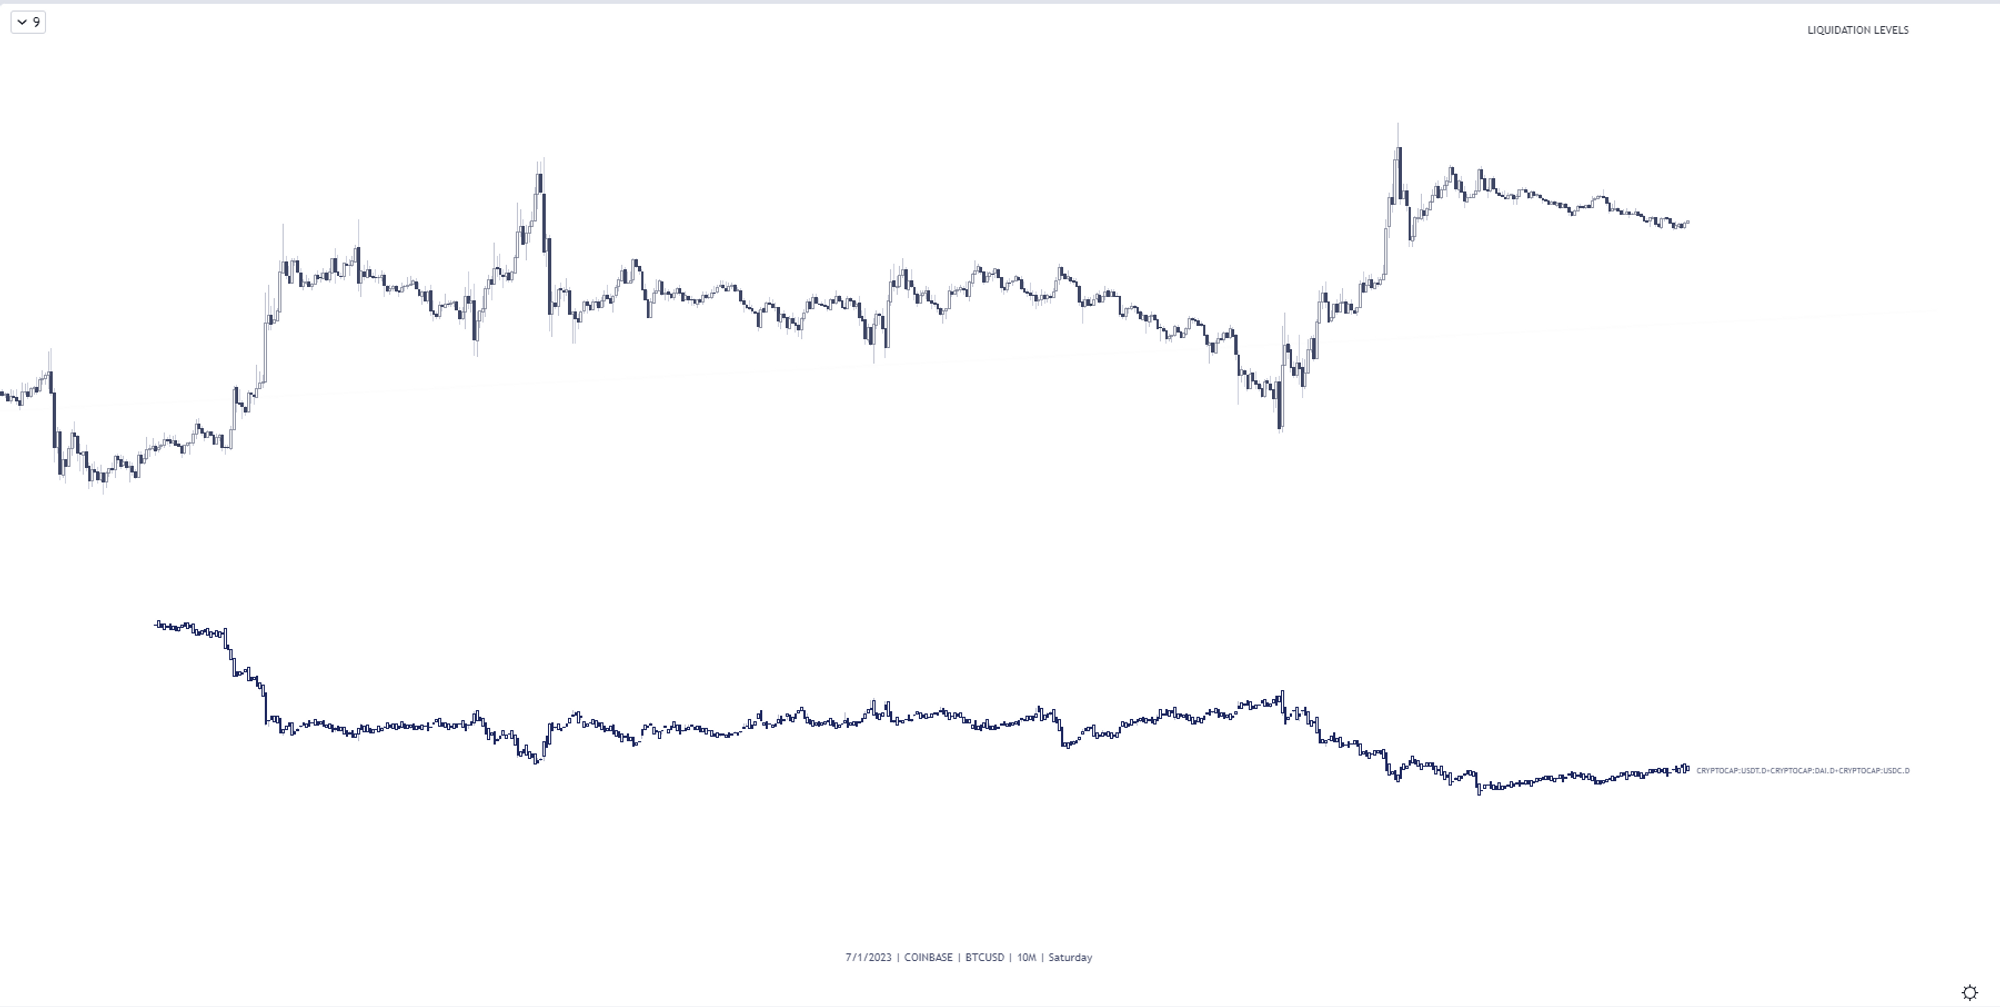 9
LIQUIDATION LEVELS
CRYPTOCAP:USDT.D+CRYPTOCAP:DAI.D+CRYPTOCAP:USDC.D
7/1/2023 | COINBASE | BTCUSD | 10M | Saturday